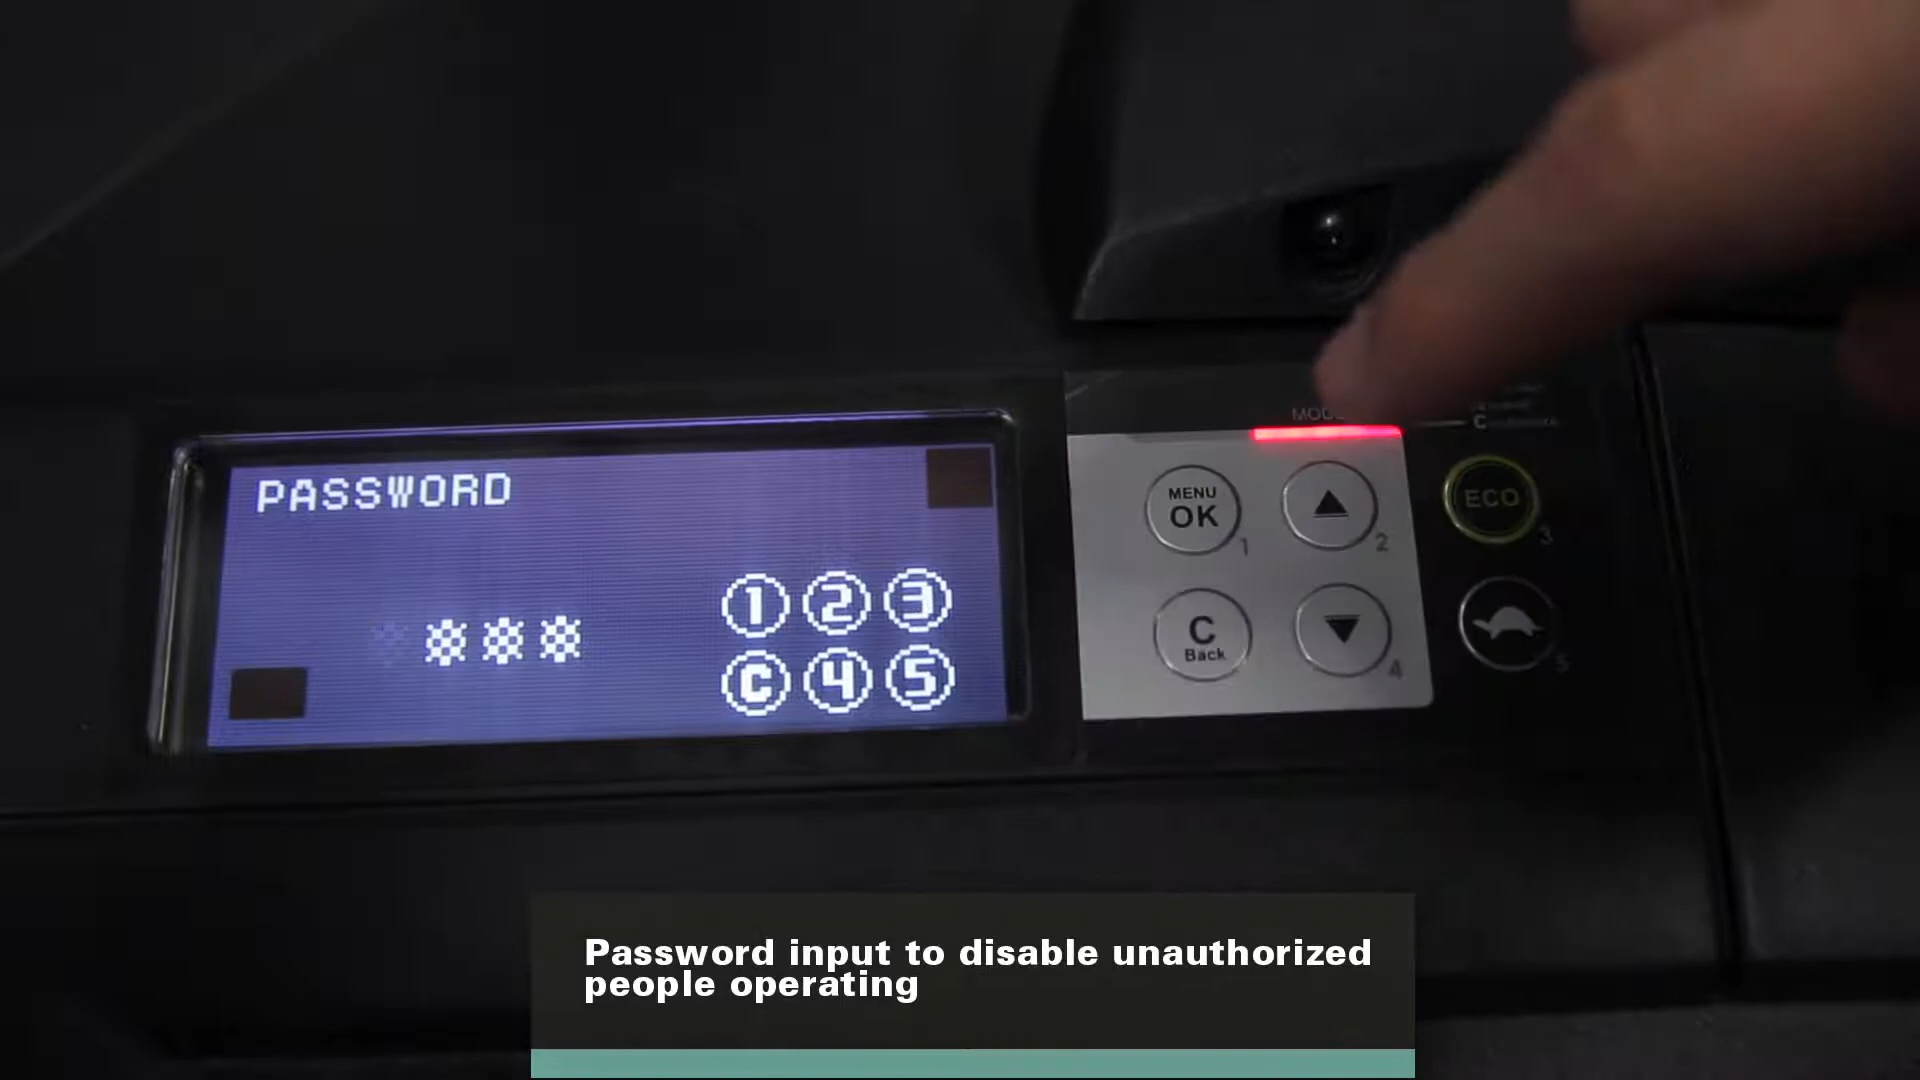 PASSWORD
***
1 2 3
C 4 5
MENU
OK
1
2
ECO
3
C
Back
4
5
Password input to disable unauthorized
people operating